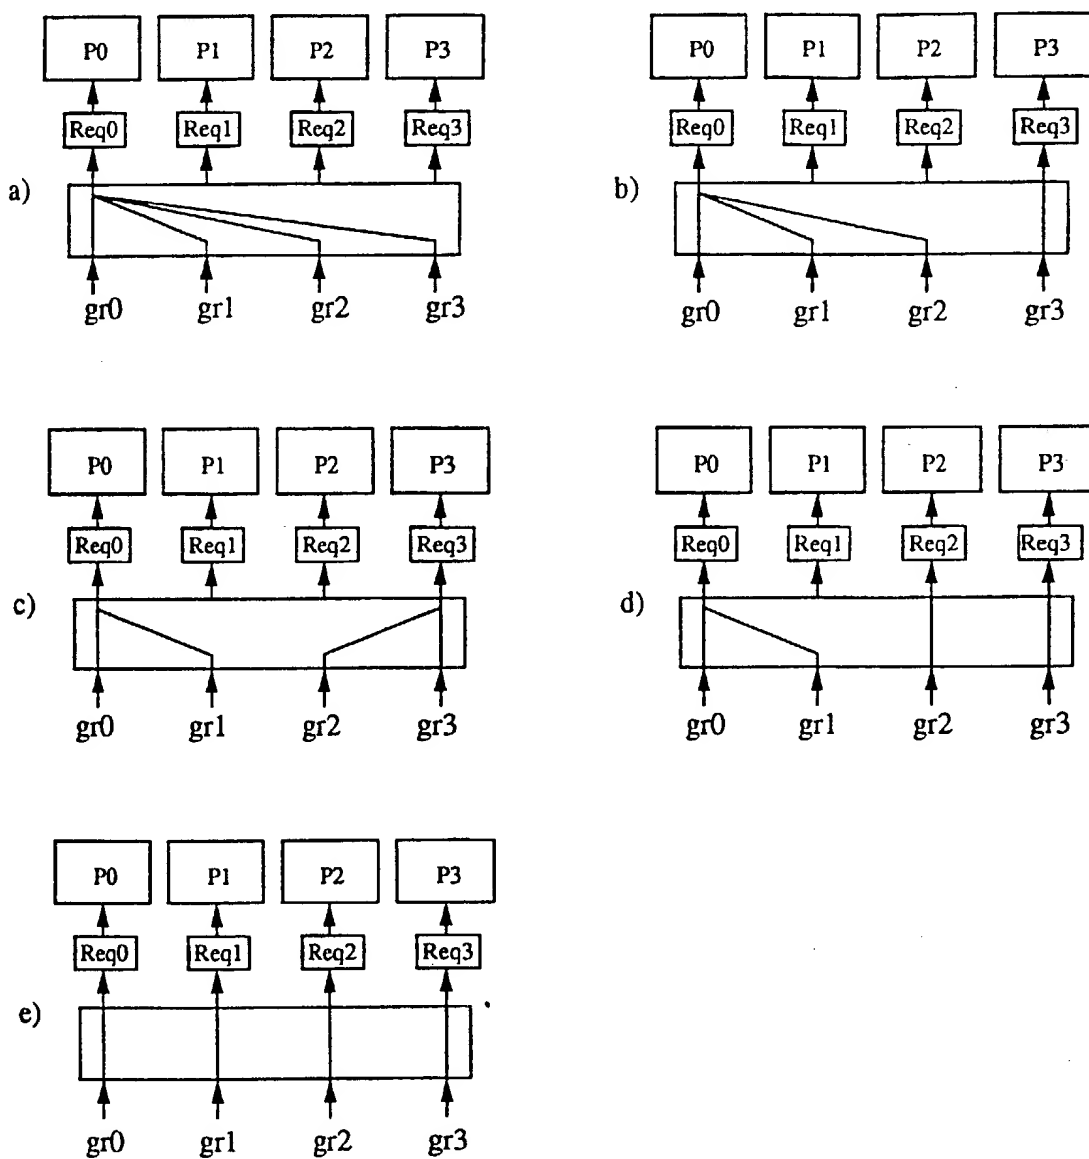 P0 P1 P2 P3
Req0 Req1 Req2 Req3
a)
gr0 gr1 gr2 gr3
P0 P1 P2 P3
Req0 Req1 Req2 Req3
b)
gr0 gr1 gr2 gr3
P0 P1 P2 P3
Req0 Req1 Req2 Req3
c)
gr0 gr1 gr2 gr3
P0 P1 P2 P3
Req0 Req1 Req2 Req3
d)
gr0 gr1 gr2 gr3
P0 P1 P2 P3
Req0 Req1 Req2 Req3
e)
gr0 gr1 gr2 gr3